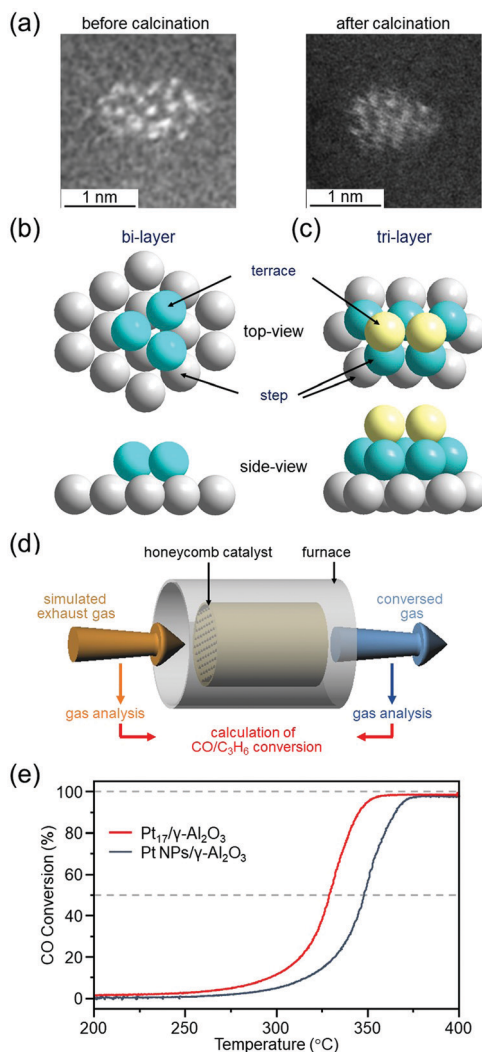 (a)
before calcination
after calcination
1 nm
1 nm
(b)
bi-layer
(c)
tri-layer
terrace
top-view
step
side-view
(d)
honeycomb catalyst
furnace
simulated
exhaust gas
conversed
gas
gas analysis
gas analysis
calculation of
CO/C₃H₆ conversion
(e)
CO Conversion (%)
100
80
60
40
20
0
Pt₁₇/γ-Al₂O₃
Pt NPs/γ-Al₂O₃
200
250
300
350
400
Temperature (°C)